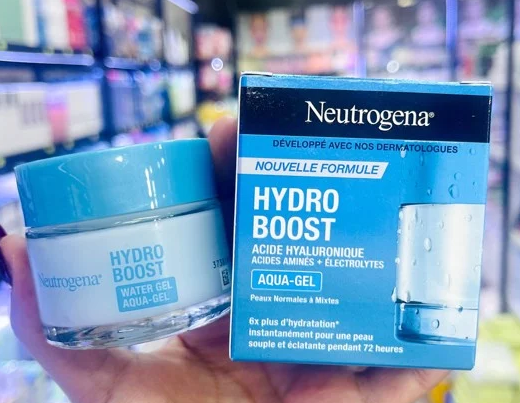 Neutrogena®
HYDRO
BOOST
WATER GEL
AQUA-GEL
Neutrogena®
DÉVELOPPÉ AVEC NOS DERMATOLOGUES
NOUVELLE FORMULE
HYDRO
BOOST
ACIDE HYALURONIQUE
ACIDES AMINÉS + ÉLECTROLYTES
AQUA-GEL
Peaux Normales à Mixtes
6x plus d'hydratation*
instantanément pour une peau
souple et éclatante pendant 72 heures